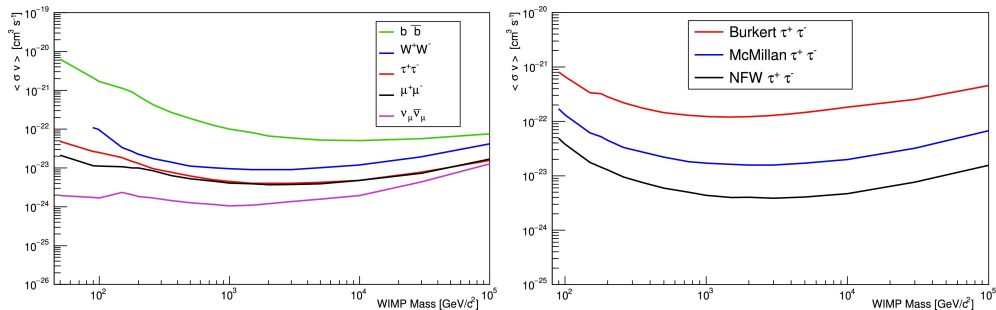 < σ v > [cm³ s⁻¹]
10⁻¹⁹
10⁻²⁰
10⁻²¹
10⁻²²
10⁻²³
10⁻²⁴
10⁻²⁵
10⁻²⁶
b b̅
W⁺W⁻
τ⁺τ⁻
μ⁺μ⁻
ν_μ ν̅_μ
10²
10³
10⁴
10⁵
WIMP Mass [GeV/c²]
< σ v > [cm³ s⁻¹]
10⁻²⁰
10⁻²¹
10⁻²²
10⁻²³
10⁻²⁴
10⁻²⁵
Burkert τ⁺ τ⁻
McMillan τ⁺ τ⁻
NFW τ⁺ τ⁻
10²
10³
10⁴
10⁵
WIMP Mass [GeV/c²]